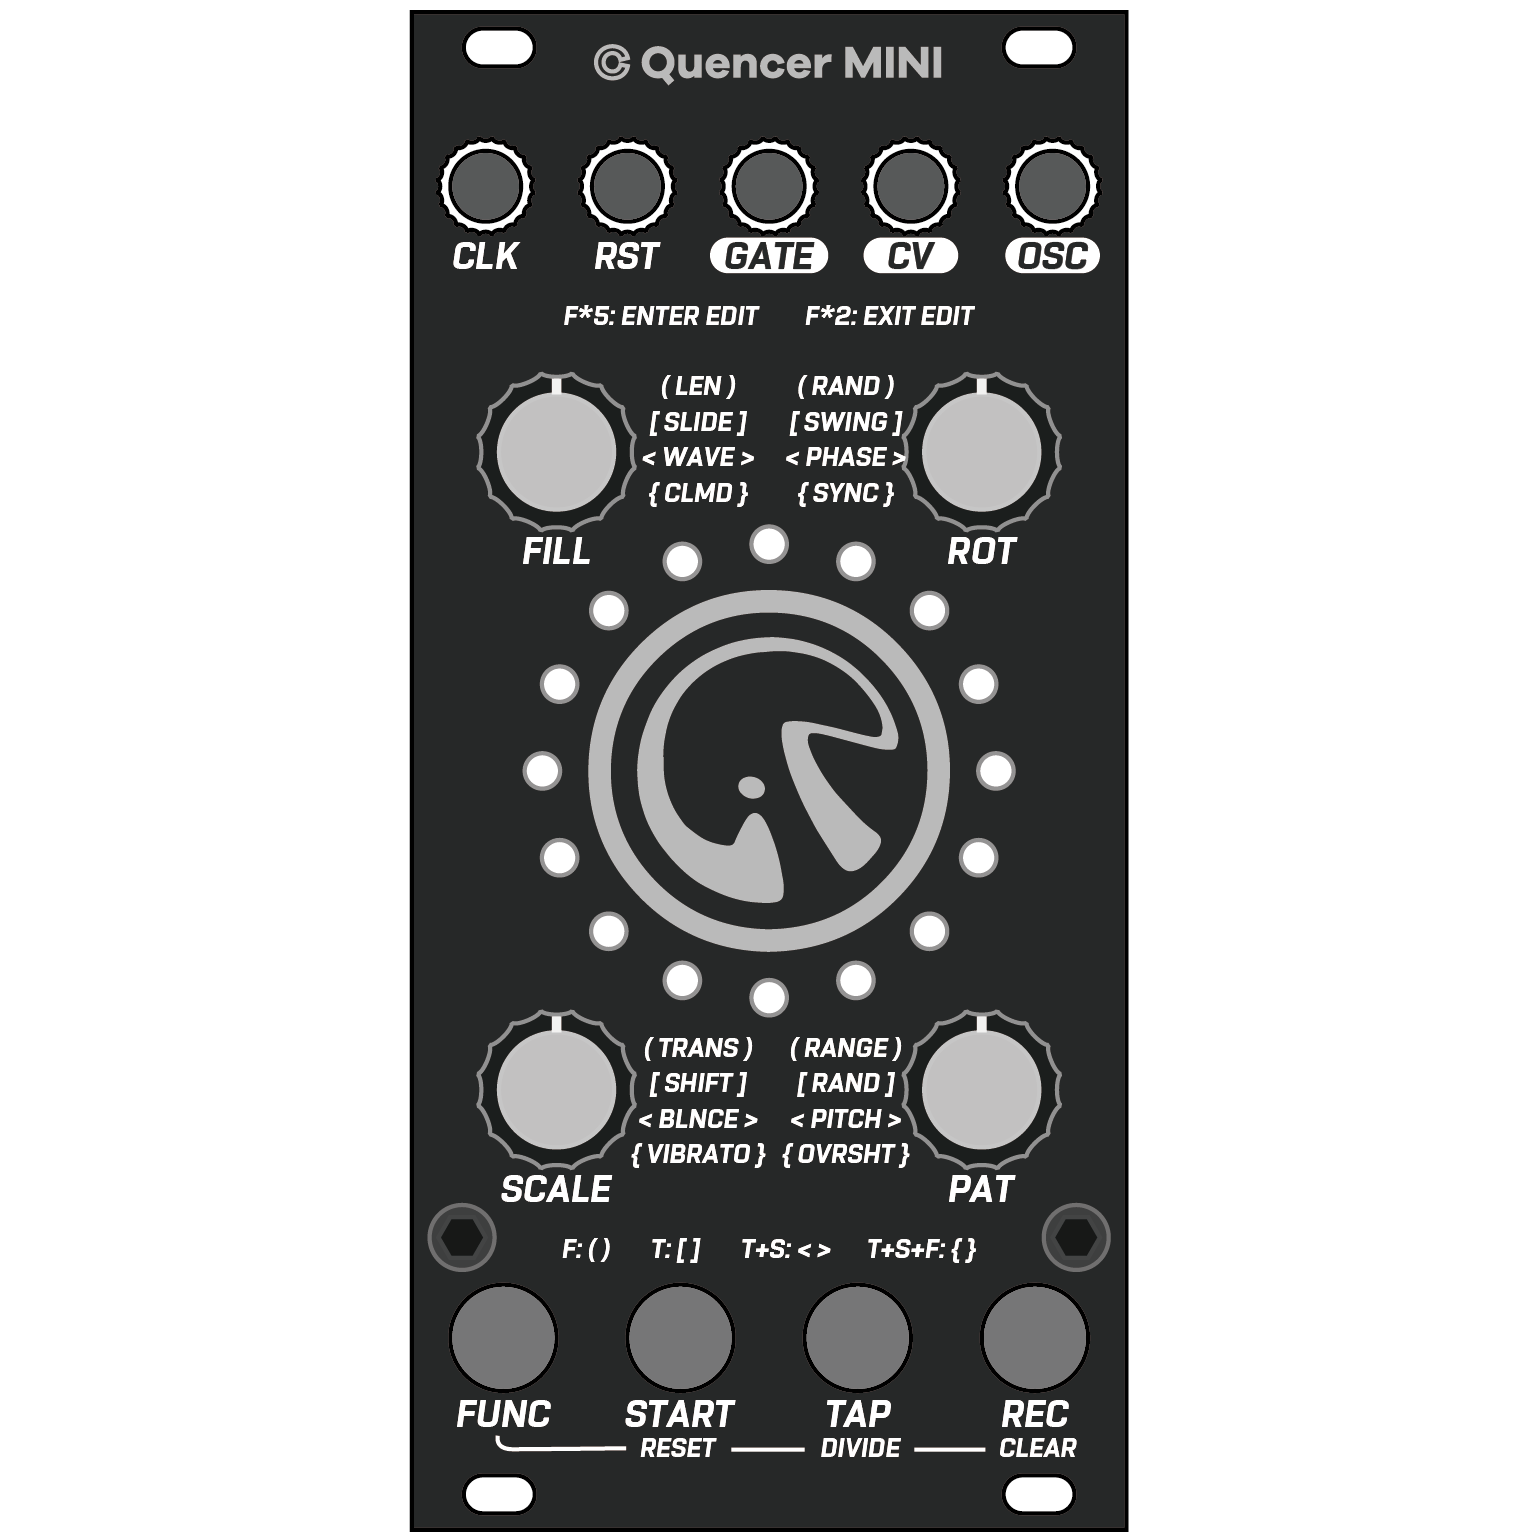 Quencer MINI
CLK RST GATE CV OSC
F*5: ENTER EDIT F*2: EXIT EDIT
( LEN ) ( RAND )
[ SLIDE ] [ SWING ]
< WAVE > < PHASE >
{ CLMD } { SYNC }
FILL ROT
( TRANS ) ( RANGE )
[ SHIFT ] [ RAND ]
< BLNCE > < PITCH >
{ VIBRATO } { OVRSHT }
SCALE PAT
F: ( ) T: [ ] T+S: < > T+S+F: { }
FUNC START TAP REC
RESET DIVIDE CLEAR